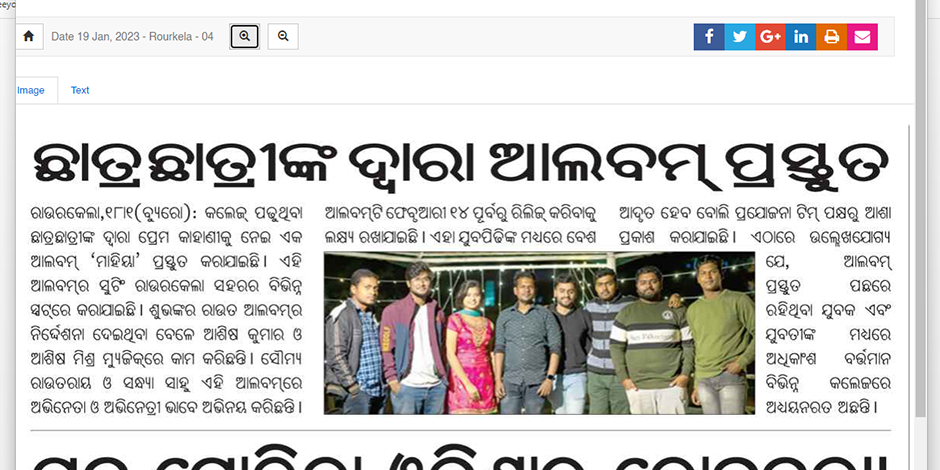 Date 19 Jan, 2023 - Rourkela - 04
Image Text
ଛାତ୍ରଛାତ୍ରୀଙ୍କ ଦ୍ୱାରା ଆଲବମ୍ ପ୍ରସ୍ତୁତ
ରାଉରକେଲା,୧୮ା୧(ବ୍ୟୁରୋ): କଲେଜ୍ ପଢୁଥିବା
ଛାତ୍ରଛାତ୍ରୀଙ୍କ ଦ୍ୱାରା ପ୍ରେମ କାହାଣୀକୁ ନେଇ ଏକ
ଆଲବମ୍ ‘ମାହିୟା’ ପ୍ରସ୍ତୁତ କରାଯାଇଛି। ଏହି
ଆଲବମ୍‌ର ସୁଟିଂ ରାଉରକେଲା ସହରର ବିଭିନ୍ନ
ସ୍ପଟ୍‌ରେ କରାଯାଇଛି। ଶୁଭଙ୍କର ରାଉତ ଆଲବମ୍‌ର
ନିର୍ଦ୍ଦେଶନା ଦେଇଥିବା ବେଳେ ଆଶିଷ କୁମାର ଓ
ଆଶିଷ ମିଶ୍ର ମ୍ୟୁଜିକ୍‌ରେ କାମ କରିଛନ୍ତି। ସୌମ୍ୟ
ରାଉତରାୟ ଓ ସନ୍ଧ୍ୟା ସାହୁ ଏହି ଆଲବମ୍‌ରେ
ଅଭିନେତା ଓ ଅଭିନେତ୍ରୀ ଭାବେ ଅଭିନୟ କରିଛନ୍ତି।
ଆଲବମ୍‌ଟି ଫେବୃଆରୀ ୧୪ ପୂର୍ବରୁ ରିଲିଜ୍ କରିବାକୁ
ଲକ୍ଷ୍ୟ ରଖାଯାଇଛି। ଏହା ଯୁବପିଢିଙ୍କ ମଧ୍ୟରେ ବେଶ
ଆଦୃତ ହେବ ବୋଲି ପ୍ରଯୋଜନା ଟିମ୍ ପକ୍ଷରୁ ଆଶା
ପ୍ରକାଶ କରାଯାଇଛି। ଏଠାରେ ଉଲ୍ଲେଖଯୋଗ୍ୟ
ଯେ, ଆଲବମ୍
ପ୍ରସ୍ତୁତ ପଛରେ
ରହିଥିବା ଯୁବକ ଏବଂ
ଯୁବତୀଙ୍କ ମଧ୍ୟରେ
ଅଧିକାଂଶ ବର୍ତ୍ତମାନ
ବିଭିନ୍ନ କଲେଜରେ
ଅଧ୍ୟୟନରତ ଅଛନ୍ତି।